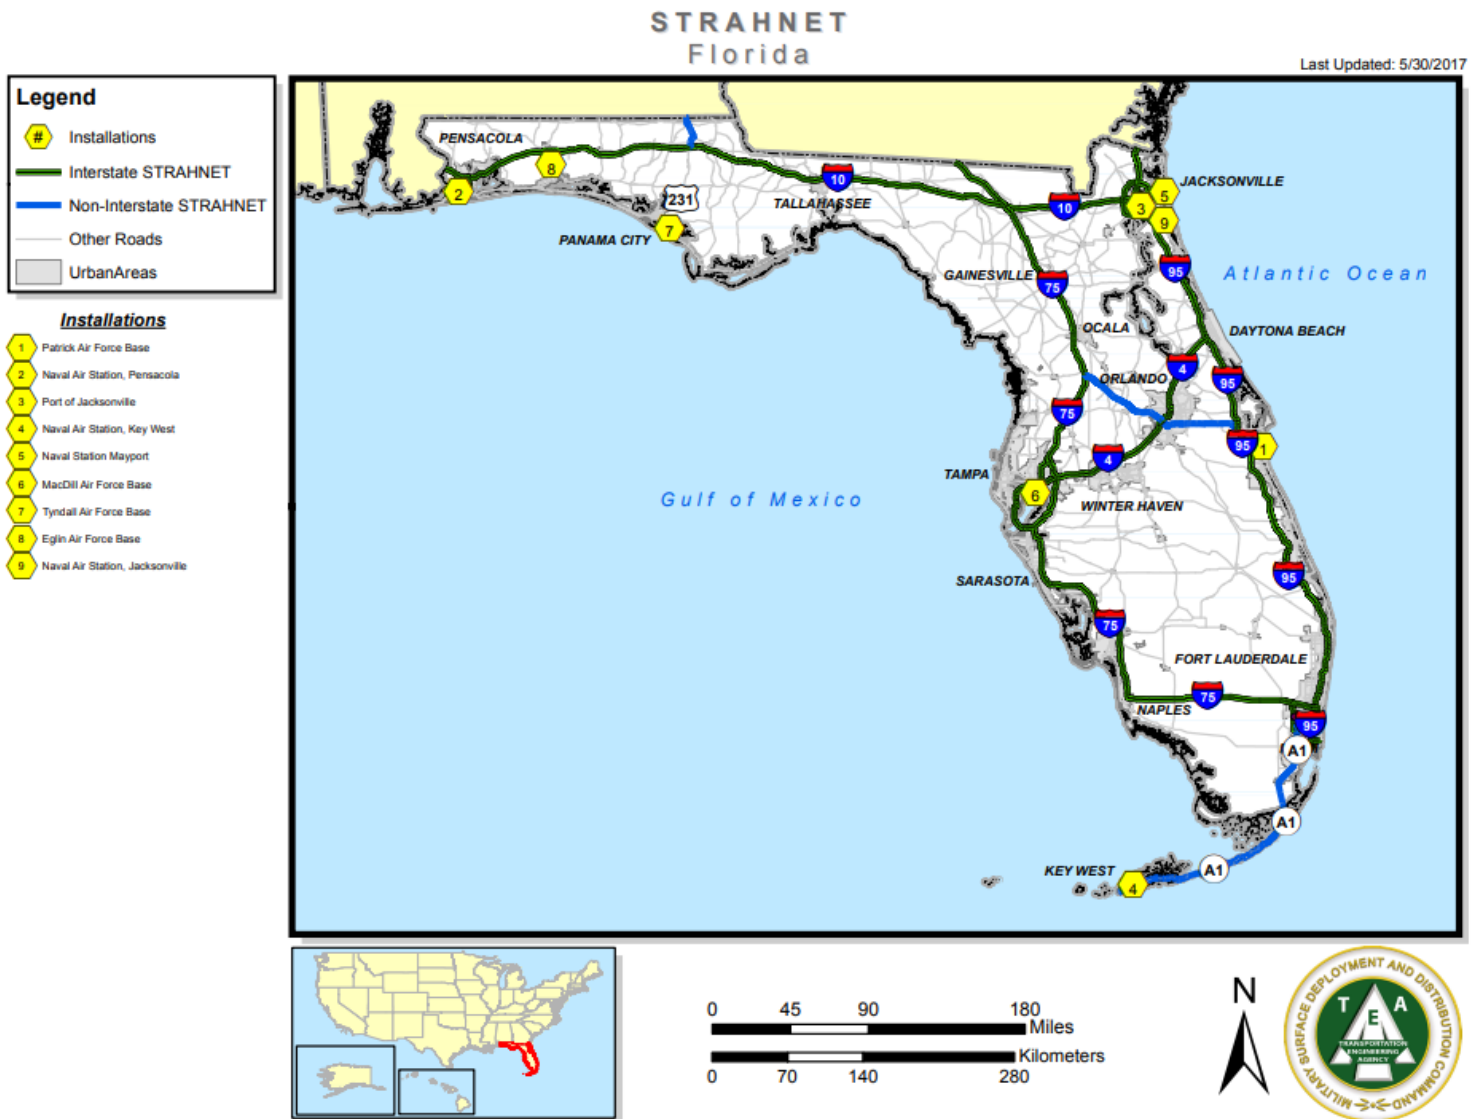 STRAHNET
Florida
Last Updated: 5/30/2017
Legend
# Installations
Interstate STRAHNET
Non-Interstate STRAHNET
Other Roads
UrbanAreas
Installations
1 Patrick Air Force Base
2 Naval Air Station, Pensacola
3 Port of Jacksonville
4 Naval Air Station, Key West
5 Naval Station Mayport
6 MacDill Air Force Base
7 Tyndall Air Force Base
8 Eglin Air Force Base
9 Naval Air Station, Jacksonville
PENSACOLA
8
2
231
7
PANAMA CITY
10
TALLAHASSEE
10
JACKSONVILLE
5
3
9
95
Atlantic Ocean
GAINESVILLE
75
OCALA
DAYTONA BEACH
4
ORLANDO
95
75
95
1
4
TAMPA
6
Gulf of Mexico
WINTER HAVEN
SARASOTA
95
75
FORT LAUDERDALE
75
NAPLES
95
A1
A1
A1
KEY WEST
4
0 45 90 180
Miles
Kilometers
0 70 140 280
N
MILITARY SURFACE DEPLOYMENT AND DISTRIBUTION COMMAND
T E A
TRANSPORTATION
ENGINEERING
AGENCY